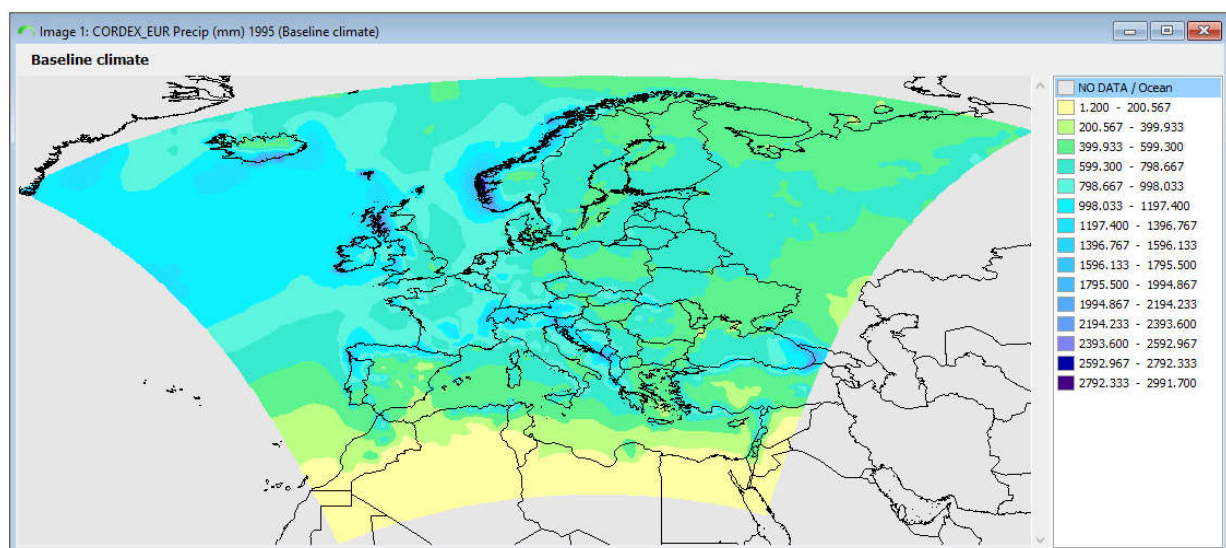 Image 1: CORDEX_EUR Precip (mm) 1995 (Baseline climate)
Baseline climate
NO DATA / Ocean
1.200 - 200.567
200.567 - 399.933
399.933 - 599.300
599.300 - 798.667
798.667 - 998.033
998.033 - 1197.400
1197.400 - 1396.767
1396.767 - 1596.133
1596.133 - 1795.500
1795.500 - 1994.867
1994.867 - 2194.233
2194.233 - 2393.600
2393.600 - 2592.967
2592.967 - 2792.333
2792.333 - 2991.700